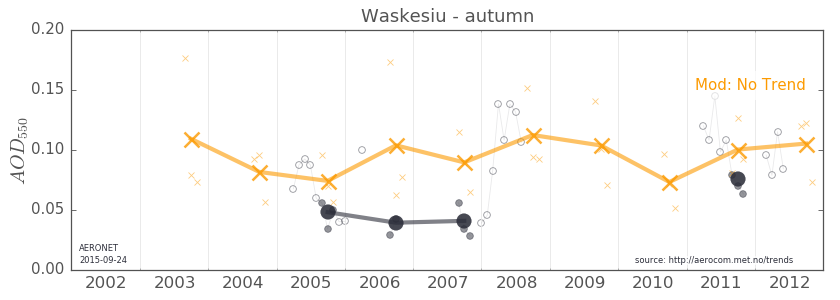 Waskesiu - autumn
0.20
0.15
0.10
0.05
0.00
AOD550
Mod: No Trend
AERONET
2015-09-24
source: http://aerocom.met.no/trends
2002 2003 2004 2005 2006 2007 2008 2009 2010 2011 2012